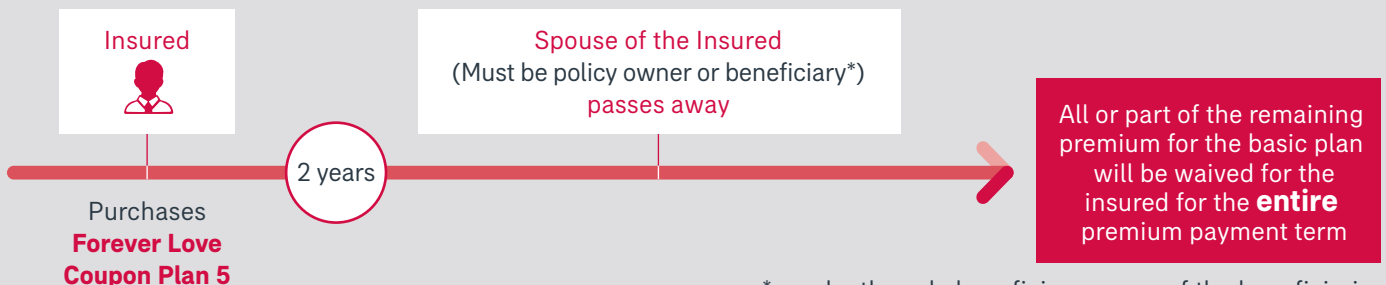 Insured
Spouse of the Insured
(Must be policy owner or beneficiary*)
passes away
All or part of the remaining
premium for the basic plan
will be waived for the
insured for the entire
premium payment term
2 years
Purchases
Forever Love
Coupon Plan 5